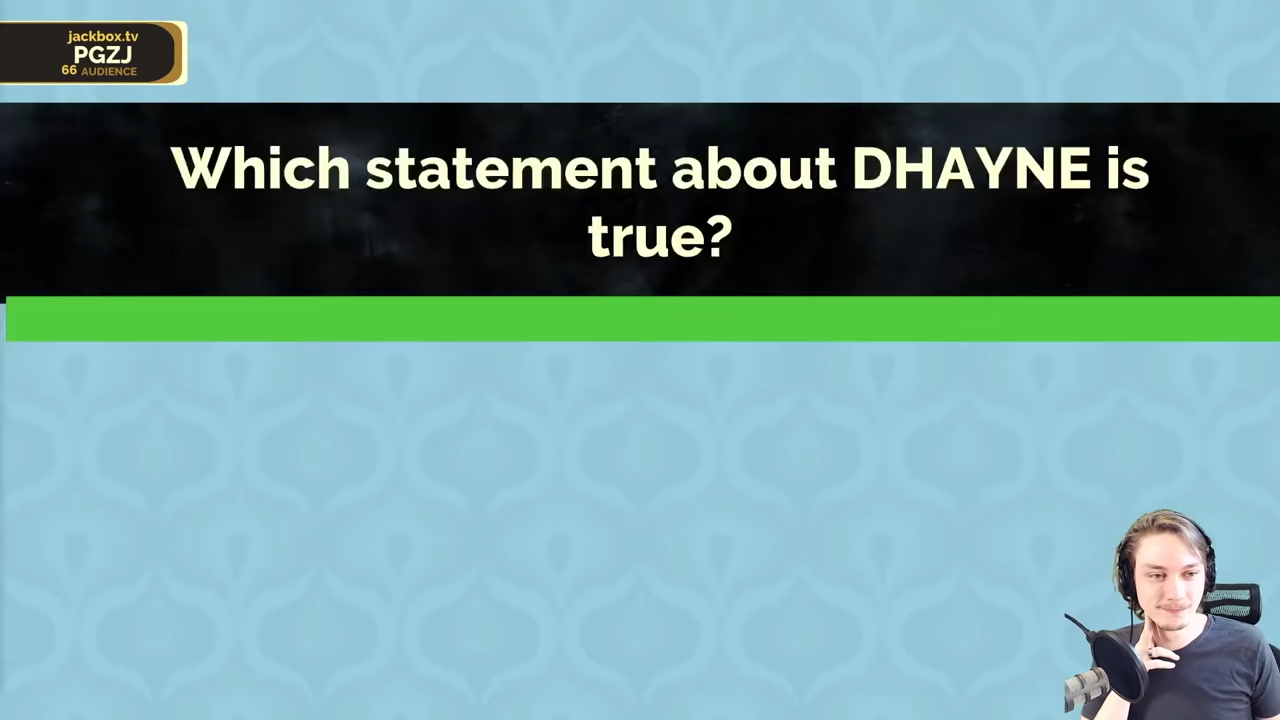 jackbox.tv
PGZJ
66 AUDIENCE
Which statement about DHAYNE is
true?